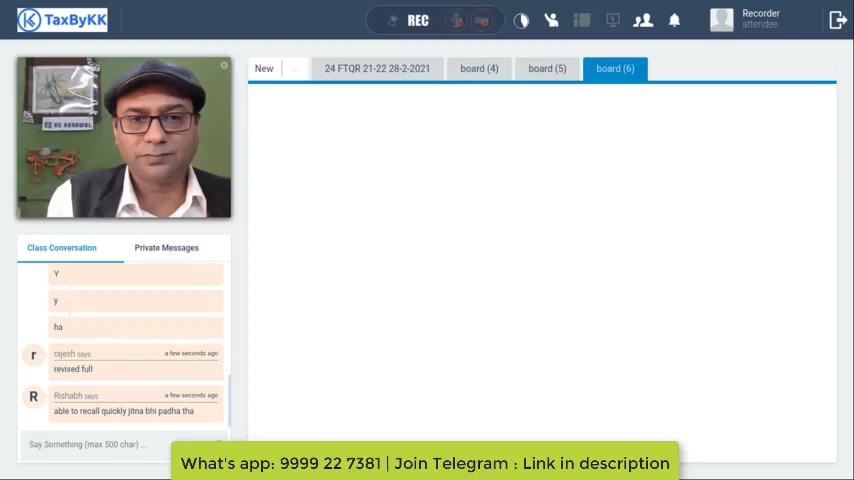 TaxByKK
REC
Recorder
attendee
New
24 FTQR 21-22 28-2-2021
board (4)
board (5)
board (6)
Class Conversation
Private Messages
Y
y
ha
r
rajesh says:
a few seconds ago
revised full
R
Rishabh says:
a few seconds ago
able to recall quickly jitna bhi padha tha
Say Something (max 500 char) ...
What's app: 9999 22 7381 | Join Telegram : Link in description